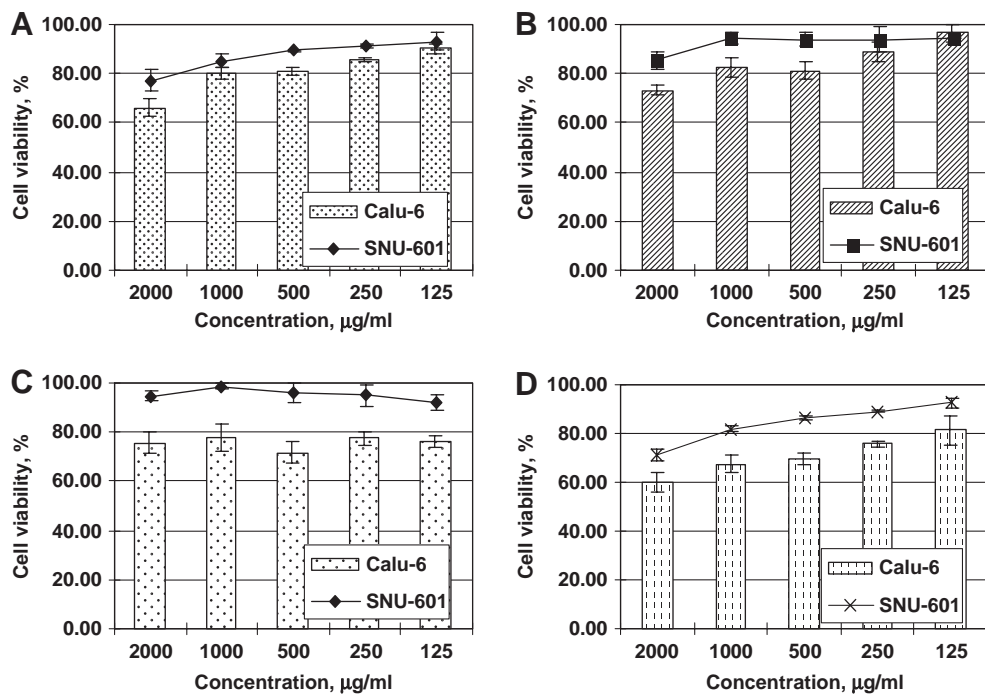 A
Cell viability, %
100.00
80.00
60.00
40.00
20.00
0.00
Calu-6
SNU-601
2000 1000 500 250 125
Concentration, μg/ml
B
Cell viability, %
100.00
80.00
60.00
40.00
20.00
0.00
Calu-6
SNU-601
2000 1000 500 250 125
Concentration, μg/ml
C
Cell viability, %
100.00
80.00
60.00
40.00
20.00
0.00
Calu-6
SNU-601
2000 1000 500 250 125
Concentration, μg/ml
D
Cell viability, %
100.00
80.00
60.00
40.00
20.00
0.00
Calu-6
SNU-601
2000 1000 500 250 125
Concentration, μg/ml